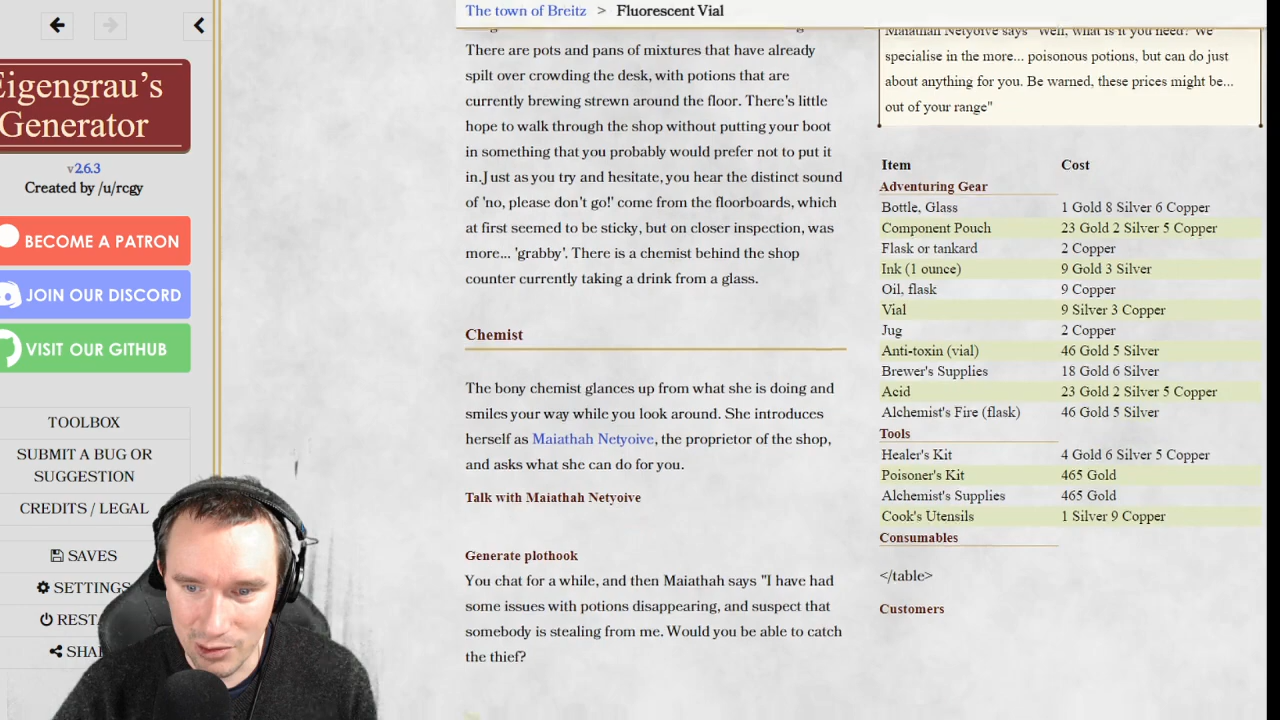 The town of Breitz > Fluorescent Vial
Eigengrau's
Generator
v2.6.3
Created by /u/rcgy
BECOME A PATRON
JOIN OUR DISCORD
VISIT OUR GITHUB
TOOLBOX
SUBMIT A BUG OR
SUGGESTION
CREDITS / LEGAL
SAVES
SETTINGS
There are pots and pans of mixtures that have already
spilt over crowding the desk, with potions that are
currently brewing strewn around the floor. There's little
hope to walk through the shop without putting your boot
in something that you probably would prefer not to put it
in.Just as you try and hesitate, you hear the distinct sound
of 'no, please don't go!' come from the floorboards, which
at first seemed to be sticky, but on closer inspection, was
more... 'grabby'. There is a chemist behind the shop
counter currently taking a drink from a glass.
Chemist
The bony chemist glances up from what she is doing and
smiles your way while you look around. She introduces
herself as Maiathah Netyoive, the proprietor of the shop,
and asks what she can do for you.
Talk with Maiathah Netyoive
Generate plothook
You chat for a while, and then Maiathah says "I have had
some issues with potions disappearing, and suspect that
somebody is stealing from me. Would you be able to catch
the thief?
Maiathah Netyoive says "Well, what is it you need? We
specialise in the more... poisonous potions, but can do just
about anything for you. Be warned, these prices might be...
out of your range"
Item Cost
Adventuring Gear
Bottle, Glass 1 Gold 8 Silver 6 Copper
Component Pouch 23 Gold 2 Silver 5 Copper
Flask or tankard 2 Copper
Ink (1 ounce) 9 Gold 3 Silver
Oil, flask 9 Copper
Vial 9 Silver 3 Copper
Jug 2 Copper
Anti-toxin (vial) 46 Gold 5 Silver
Brewer's Supplies 18 Gold 6 Silver
Acid 23 Gold 2 Silver 5 Copper
Alchemist's Fire (flask) 46 Gold 5 Silver
Tools
Healer's Kit 4 Gold 6 Silver 5 Copper
Poisoner's Kit 465 Gold
Alchemist's Supplies 465 Gold
Cook's Utensils 1 Silver 9 Copper
Consumables
</table>
Customers